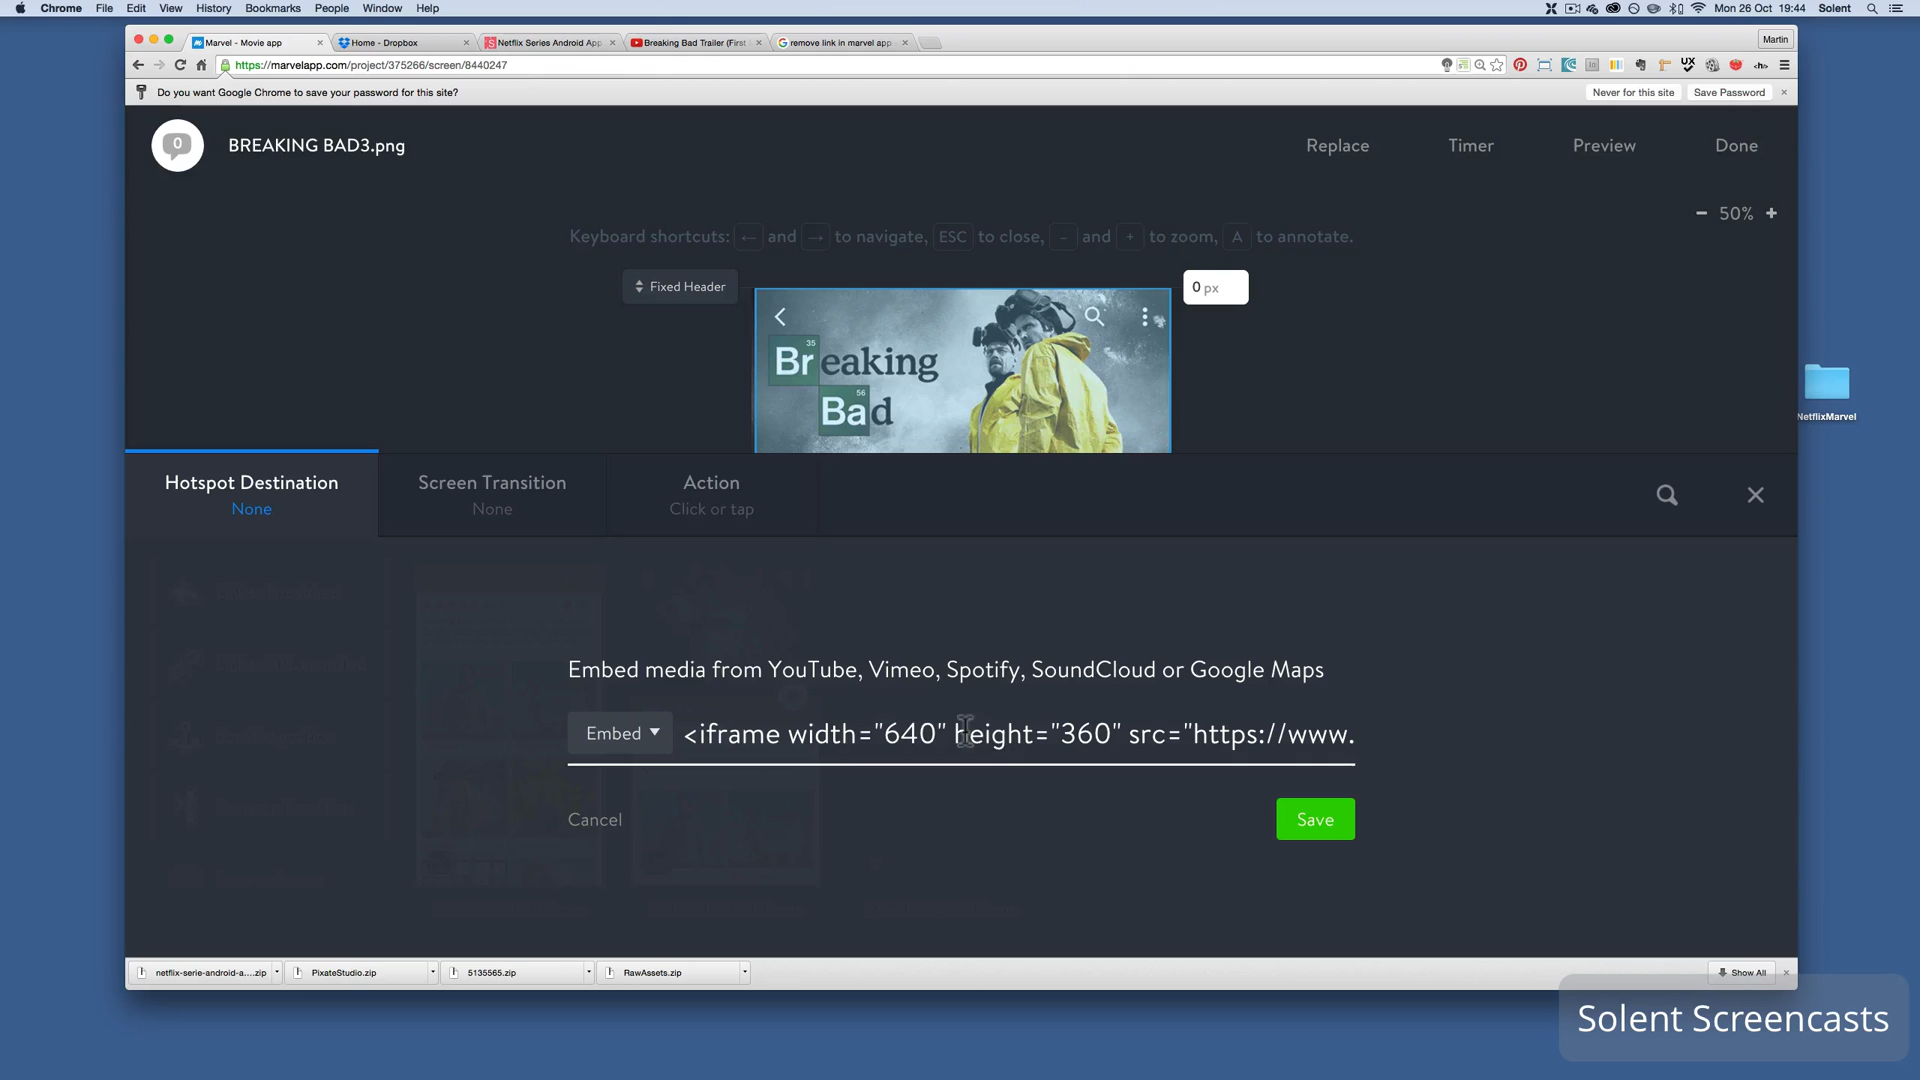 Chrome File Edit View History Bookmarks People Window Help Mon 26 Oct 19:44 Solent
Marvel - Movie app Home - Dropbox Netflix Series Android App Breaking Bad Trailer (First remove link in marvel app Martin
https://marvelapp.com/project/375266/screen/8440247
Do you want Google Chrome to save your password for this site? Never for this site Save Password
0 BREAKING BAD3.png Replace Timer Preview Done
50%
Keyboard shortcuts: ← and → to navigate, ESC to close, - and + to zoom, A to annotate.
Fixed Header 0 px
35
Breaking
56
Bad
NetflixMarvel
Hotspot Destination Screen Transition Action
None None Click or tap
Embed media from YouTube, Vimeo, Spotify, SoundCloud or Google Maps
Embed <iframe width="640" height="360" src="https://www.
Cancel Save
netflix-serie-android-a....zip PixateStudio.zip 5135565.zip RawAssets.zip Show All
Solent Screencasts